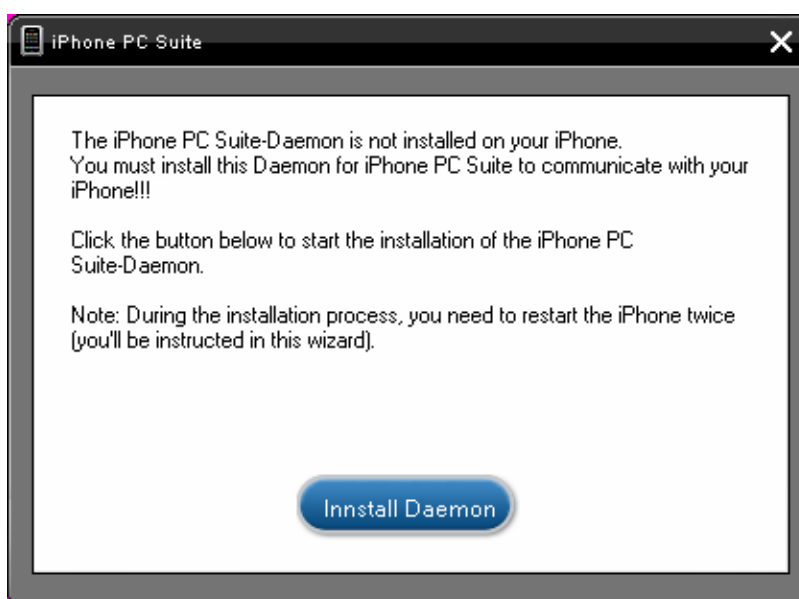 iPhone PC Suite
The iPhone PC Suite-Daemon is not installed on your iPhone.
You must install this Daemon for iPhone PC Suite to communicate with your
iPhone!!!
Click the button below to start the installation of the iPhone PC
Suite-Daemon.
Note: During the installation process, you need to restart the iPhone twice
(you'll be instructed in this wizard).
Innstall Daemon